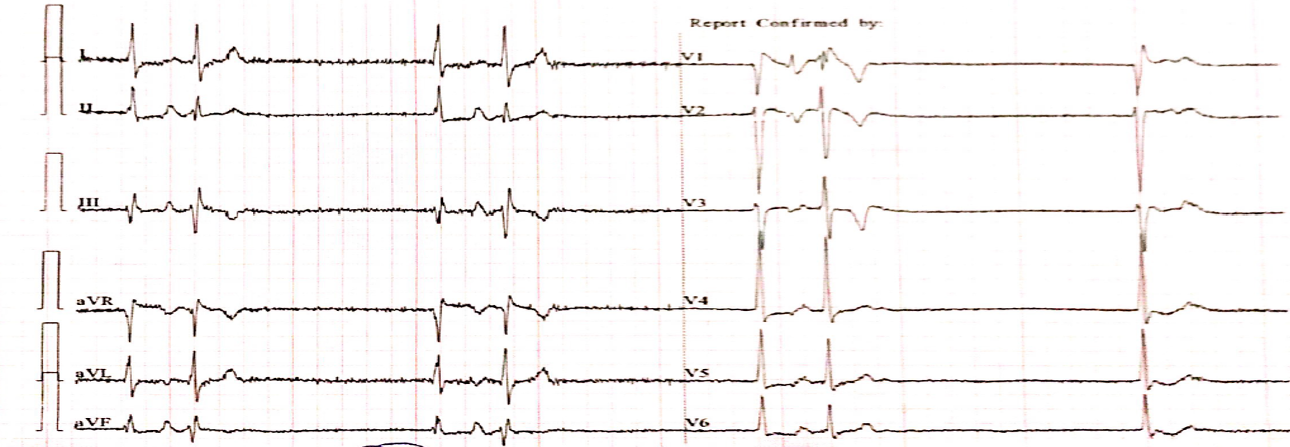 Report Confirmed by:
I
V1
II
V2
III
V3
aVR
V4
aVL
V5
aVF
V6